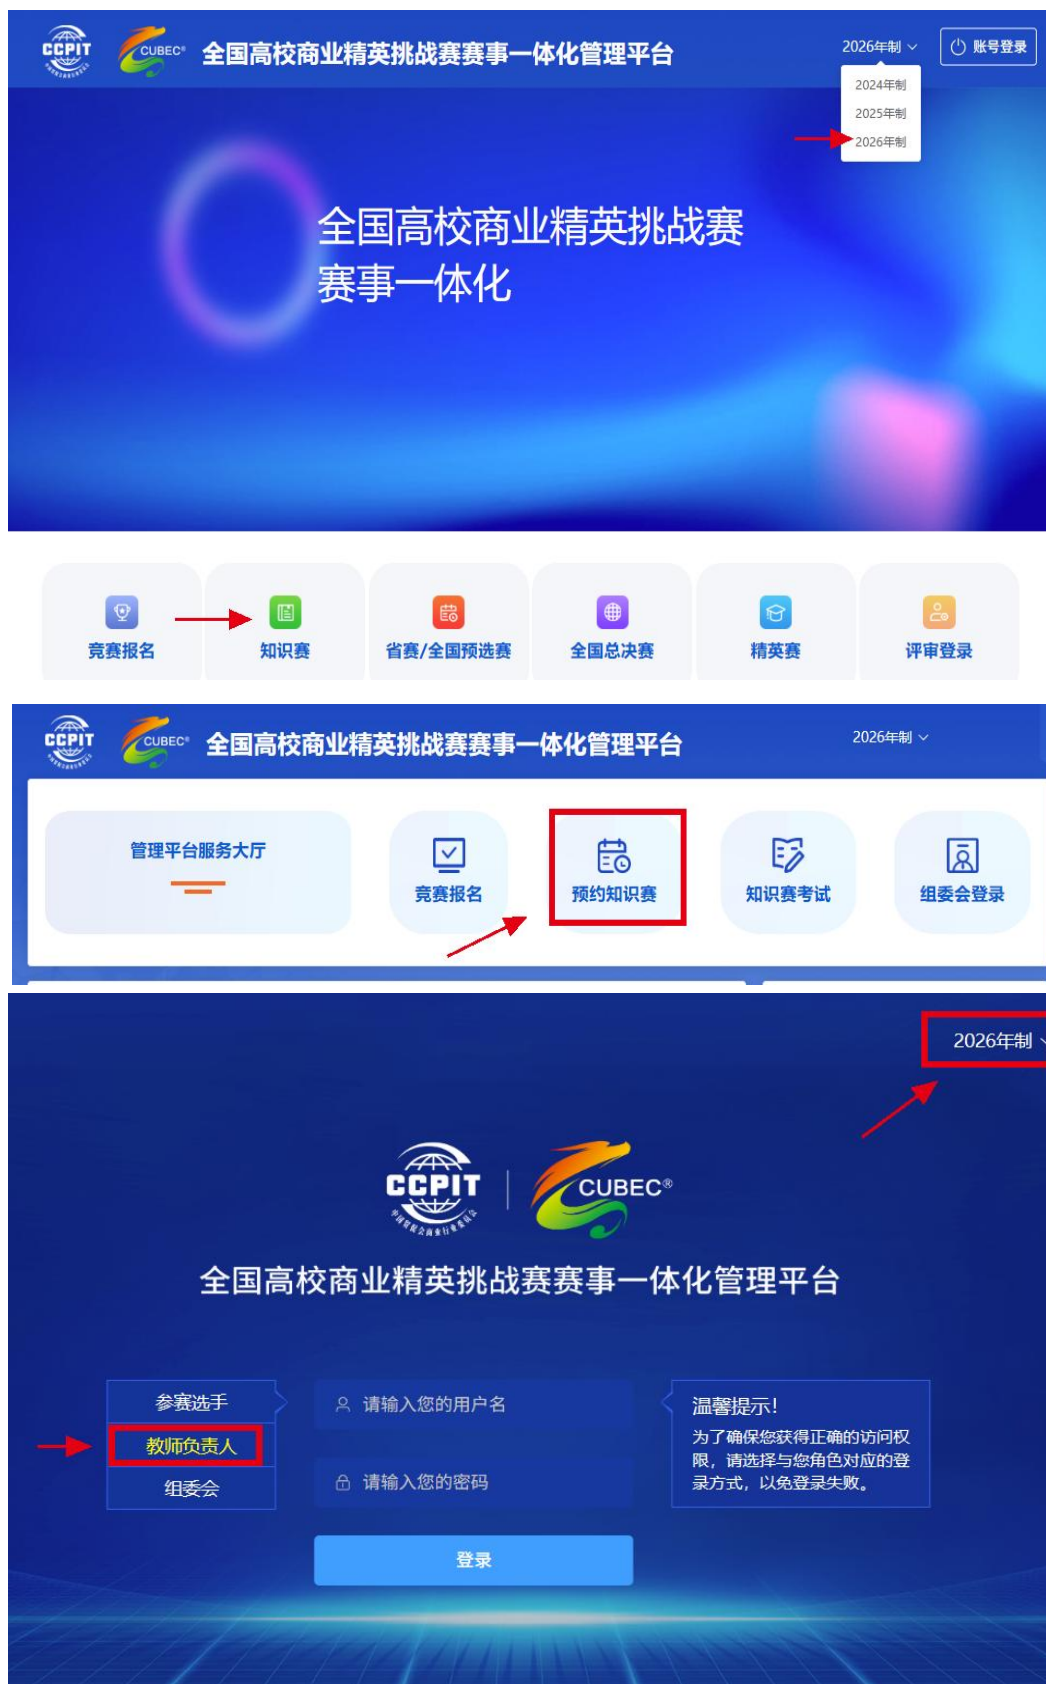 CCPIT
CUBEC®
全国高校商业精英挑战赛赛事一体化管理平台
2026年制
账号登录
2024年制
2025年制
2026年制
全国高校商业精英挑战赛
赛事一体化
竞赛报名
知识赛
省赛/全国预选赛
全国总决赛
精英赛
评审登录
CCPIT
CUBEC®
全国高校商业精英挑战赛赛事一体化管理平台
2026年制
管理平台服务大厅
竞赛报名
预约知识赛
知识赛考试
组委会登录
2026年制
CCPIT
中国贸促会商业行业委员会
CUBEC®
全国高校商业精英挑战赛赛事一体化管理平台
参赛选手
教师负责人
组委会
请输入您的用户名
请输入您的密码
登录
温馨提示！
为了确保您获得正确的访问权
限，请选择与您角色对应的登
录方式，以免登录失败。